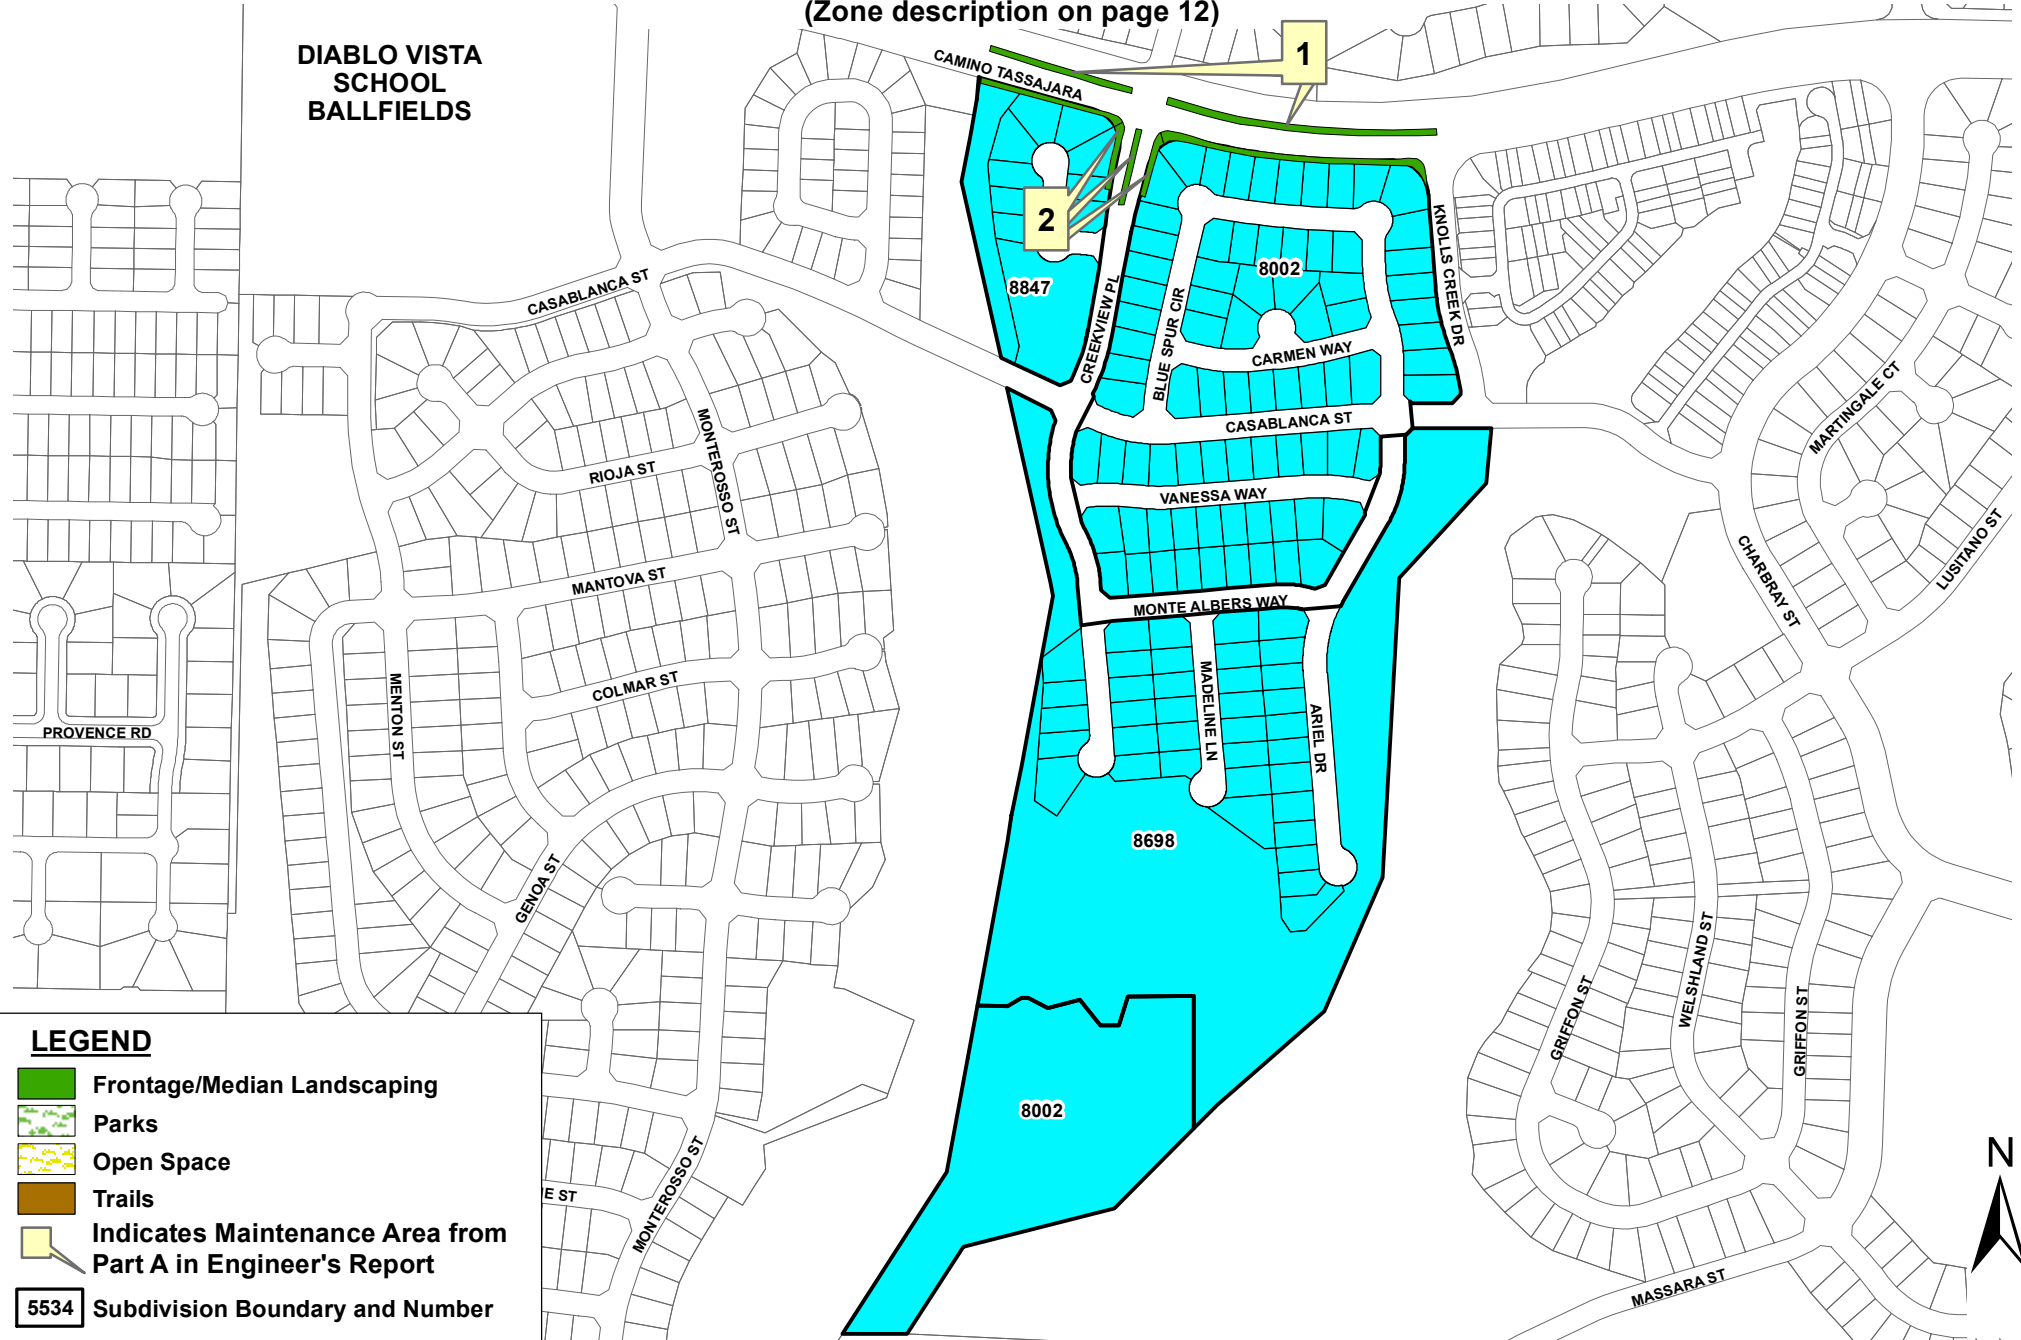 (Zone description on page 12)
DIABLO VISTA
SCHOOL
BALLFIELDS
1
CAMINO TASSAJARA
2
8847
8002
KNOLLS CREEK DR
CASABLANCA ST
CREEKVIEW PL
BLUE SPUR CIR
CARMEN WAY
CASABLANCA ST
MARTINGALE CT
MONTEROSSO ST
RIOJA ST
VANESSA WAY
MANTOVA ST
MONTE ALBERS WAY
CHARBRAY ST
LUSITANO ST
COLMAR ST
MENTON ST
MADELINE LN
ARIEL DR
PROVENCE RD
8698
GENOA ST
WELSHLAND ST
GRIFFON ST
GRIFFON ST
8002
MONTEROSSO ST
IE ST
MASSARA ST
N
LEGEND
Frontage/Median Landscaping
Parks
Open Space
Trails
Indicates Maintenance Area from
Part A in Engineer's Report
5534 Subdivision Boundary and Number